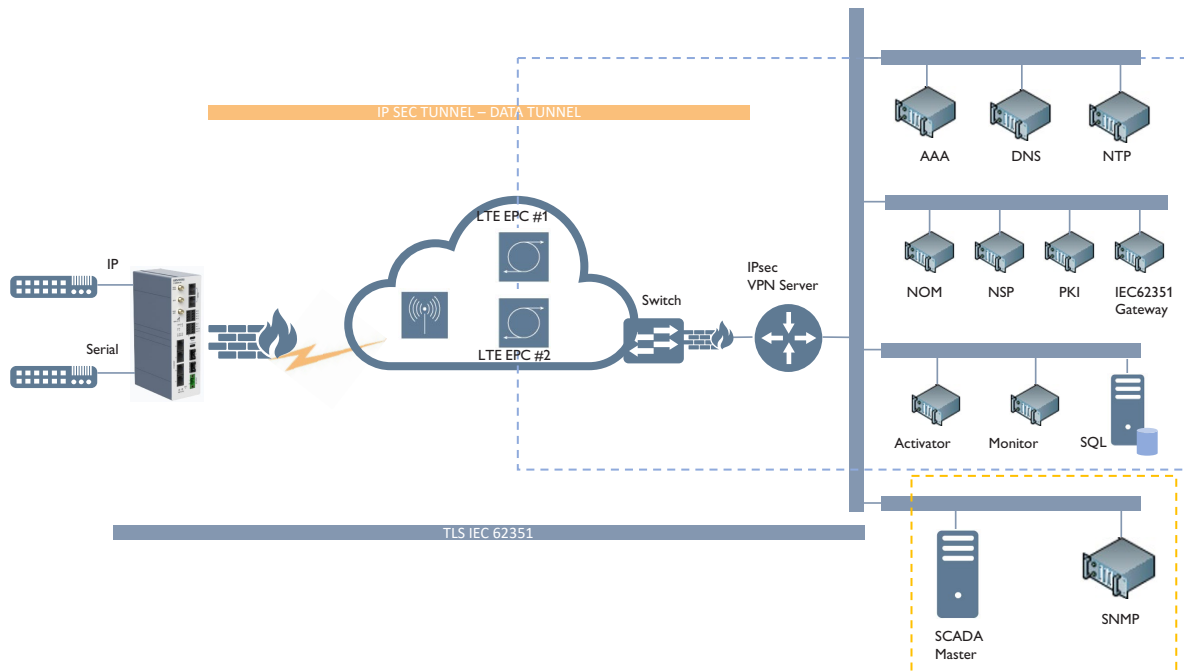 IP SEC TUNNEL – DATA TUNNEL
AAA
DNS
NTP
LTE EPC #1
IP
IPsec
VPN Server
Switch
NOM
NSP
PKI
IEC62351
Gateway
Serial
LTE EPC #2
Activator
Monitor
SQL
TLS IEC 62351
SCADA
Master
SNMP